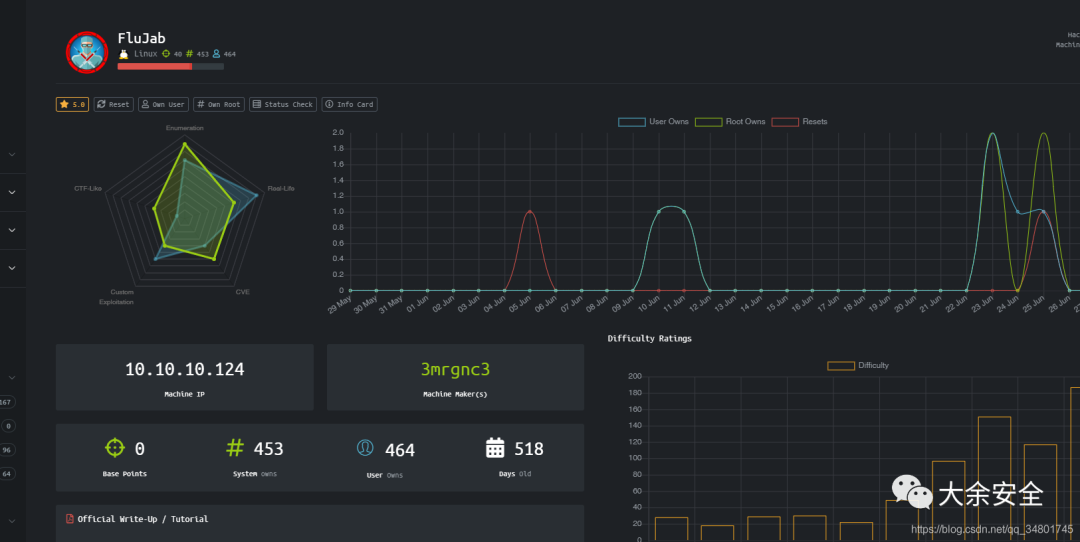 FluJab
Linux 40 453 464
Hac
Machin
5.0 Reset Own User Own Root Status Check Info Card
Enumeration
CTF-Like
Real-Life
Custom
Exploitation
CVE
User Owns Root Owns Resets
2.0
1.8
1.6
1.4
1.2
1.0
0.8
0.6
0.4
0.2
0
29 May 30 May 31 May 01 Jun 02 Jun 03 Jun 04 Jun 05 Jun 06 Jun 07 Jun 08 Jun 09 Jun 10 Jun 11 Jun 12 Jun 13 Jun 14 Jun 15 Jun 16 Jun 17 Jun 18 Jun 19 Jun 20 Jun 21 Jun 22 Jun 23 Jun 24 Jun 25 Jun 26 Jun 27
10.10.10.124
Machine IP
3mrgnc3
Machine Maker(s)
0
Base Points
453
System owns
464
User Owns
518
Days Old
Official Write-Up / Tutorial
Difficulty Ratings
Difficulty
200
180
160
140
120
100
80
60
40
20
0
167
0
96
64
大余安全
https://blog.csdn.net/qq_34801745